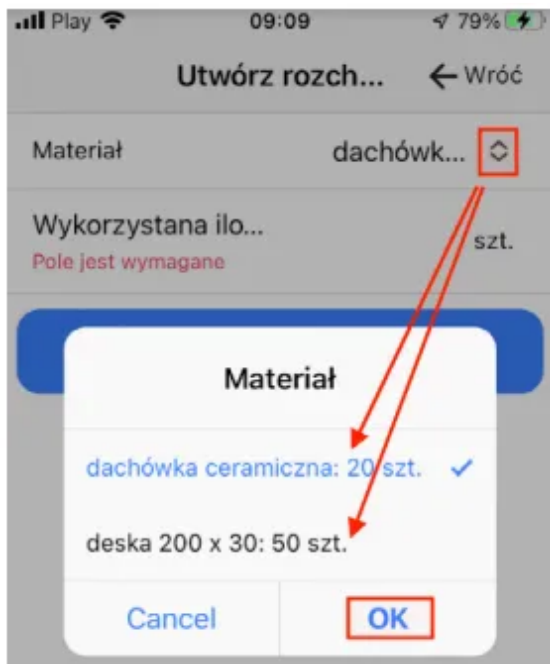 Play 09:09 79%
Utwórz rozch... Wróć
Materiał dachówk...
Wykorzystana ilo... szt.
Pole jest wymagane
Materiał
dachówka ceramiczna: 20 szt.
deska 200 x 30: 50 szt.
Cancel OK